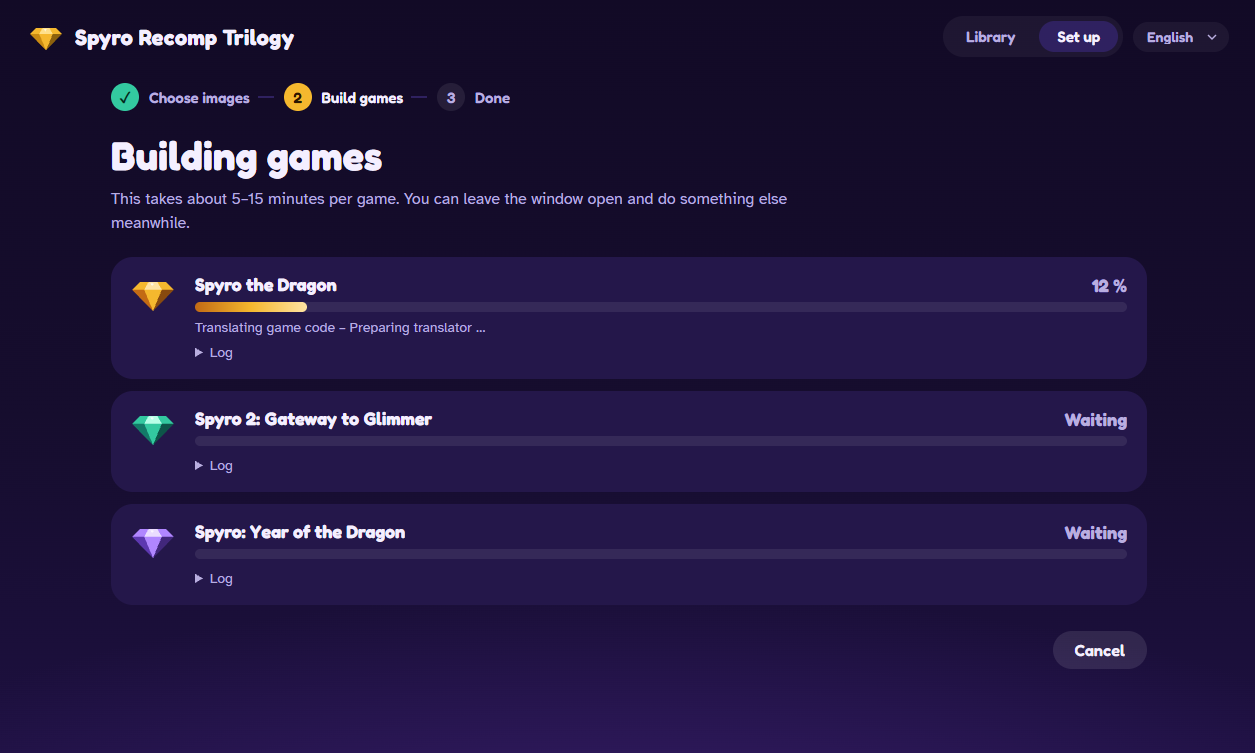 Spyro Recomp Trilogy
Library
Set up
English
✓ Choose images
2 Build games
3 Done
Building games
This takes about 5–15 minutes per game. You can leave the window open and do something else
meanwhile.
Spyro the Dragon
12 %
Translating game code – Preparing translator ...
Log
Spyro 2: Gateway to Glimmer
Waiting
Log
Spyro: Year of the Dragon
Waiting
Log
Cancel